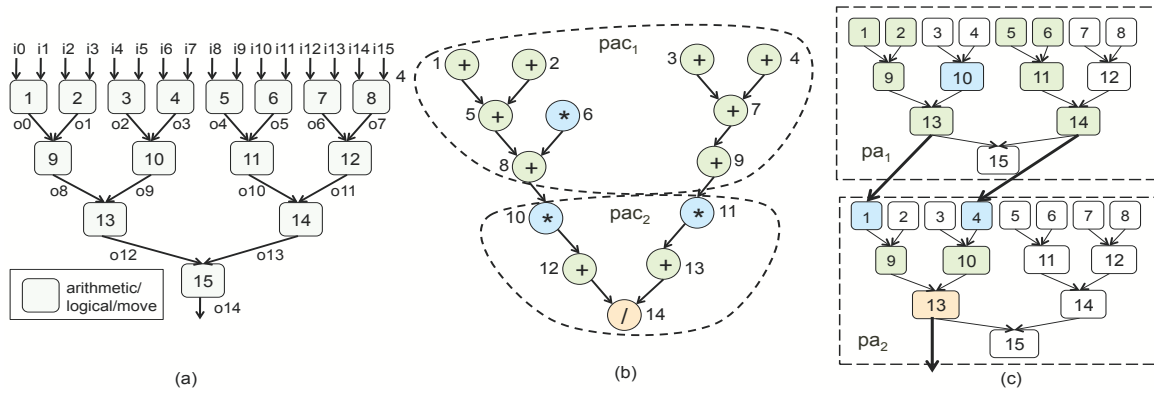 i0 i1 i2 i3 i4 i5 i6 i7 i8 i9 i10 i11 i12 i13 i14 i15
4
1 2 3 4 5 6 7 8
o0 o1 o2 o3 o4 o5 o6 o7
9 10 11 12
o8 o9 o10 o11
13 14
o12 o13
15
arithmetic/
logical/move
o14
(a)
pac1
1 + + 2 3 + + 4
5 + * 6 + 7
8 + + 9
pac2
10 * * 11
12 + + 13
/ 14
(b)
1 2 3 4 5 6 7 8
9 10 11 12
13 14
pa1
15
1 2 3 4 5 6 7 8
9 10 11 12
13 14
pa2
15
(c)